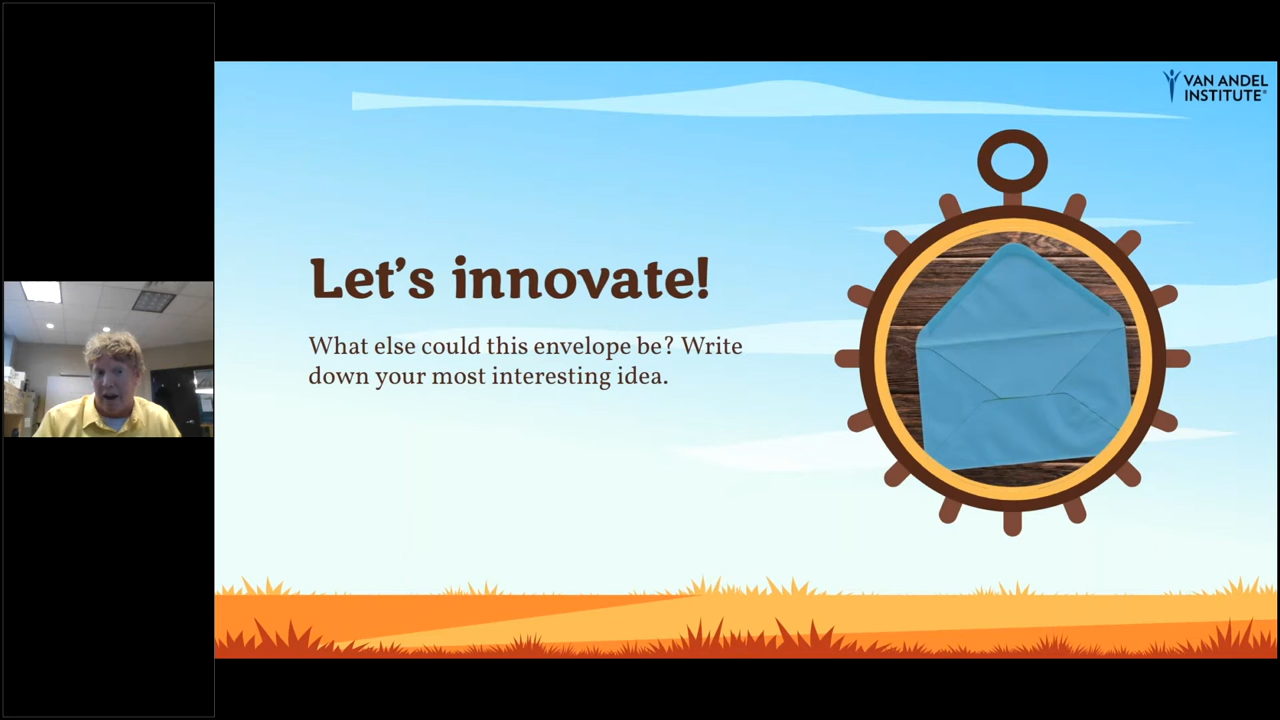 VAN ANDEL
INSTITUTE®
Let's innovate!
What else could this envelope be? Write
down your most interesting idea.